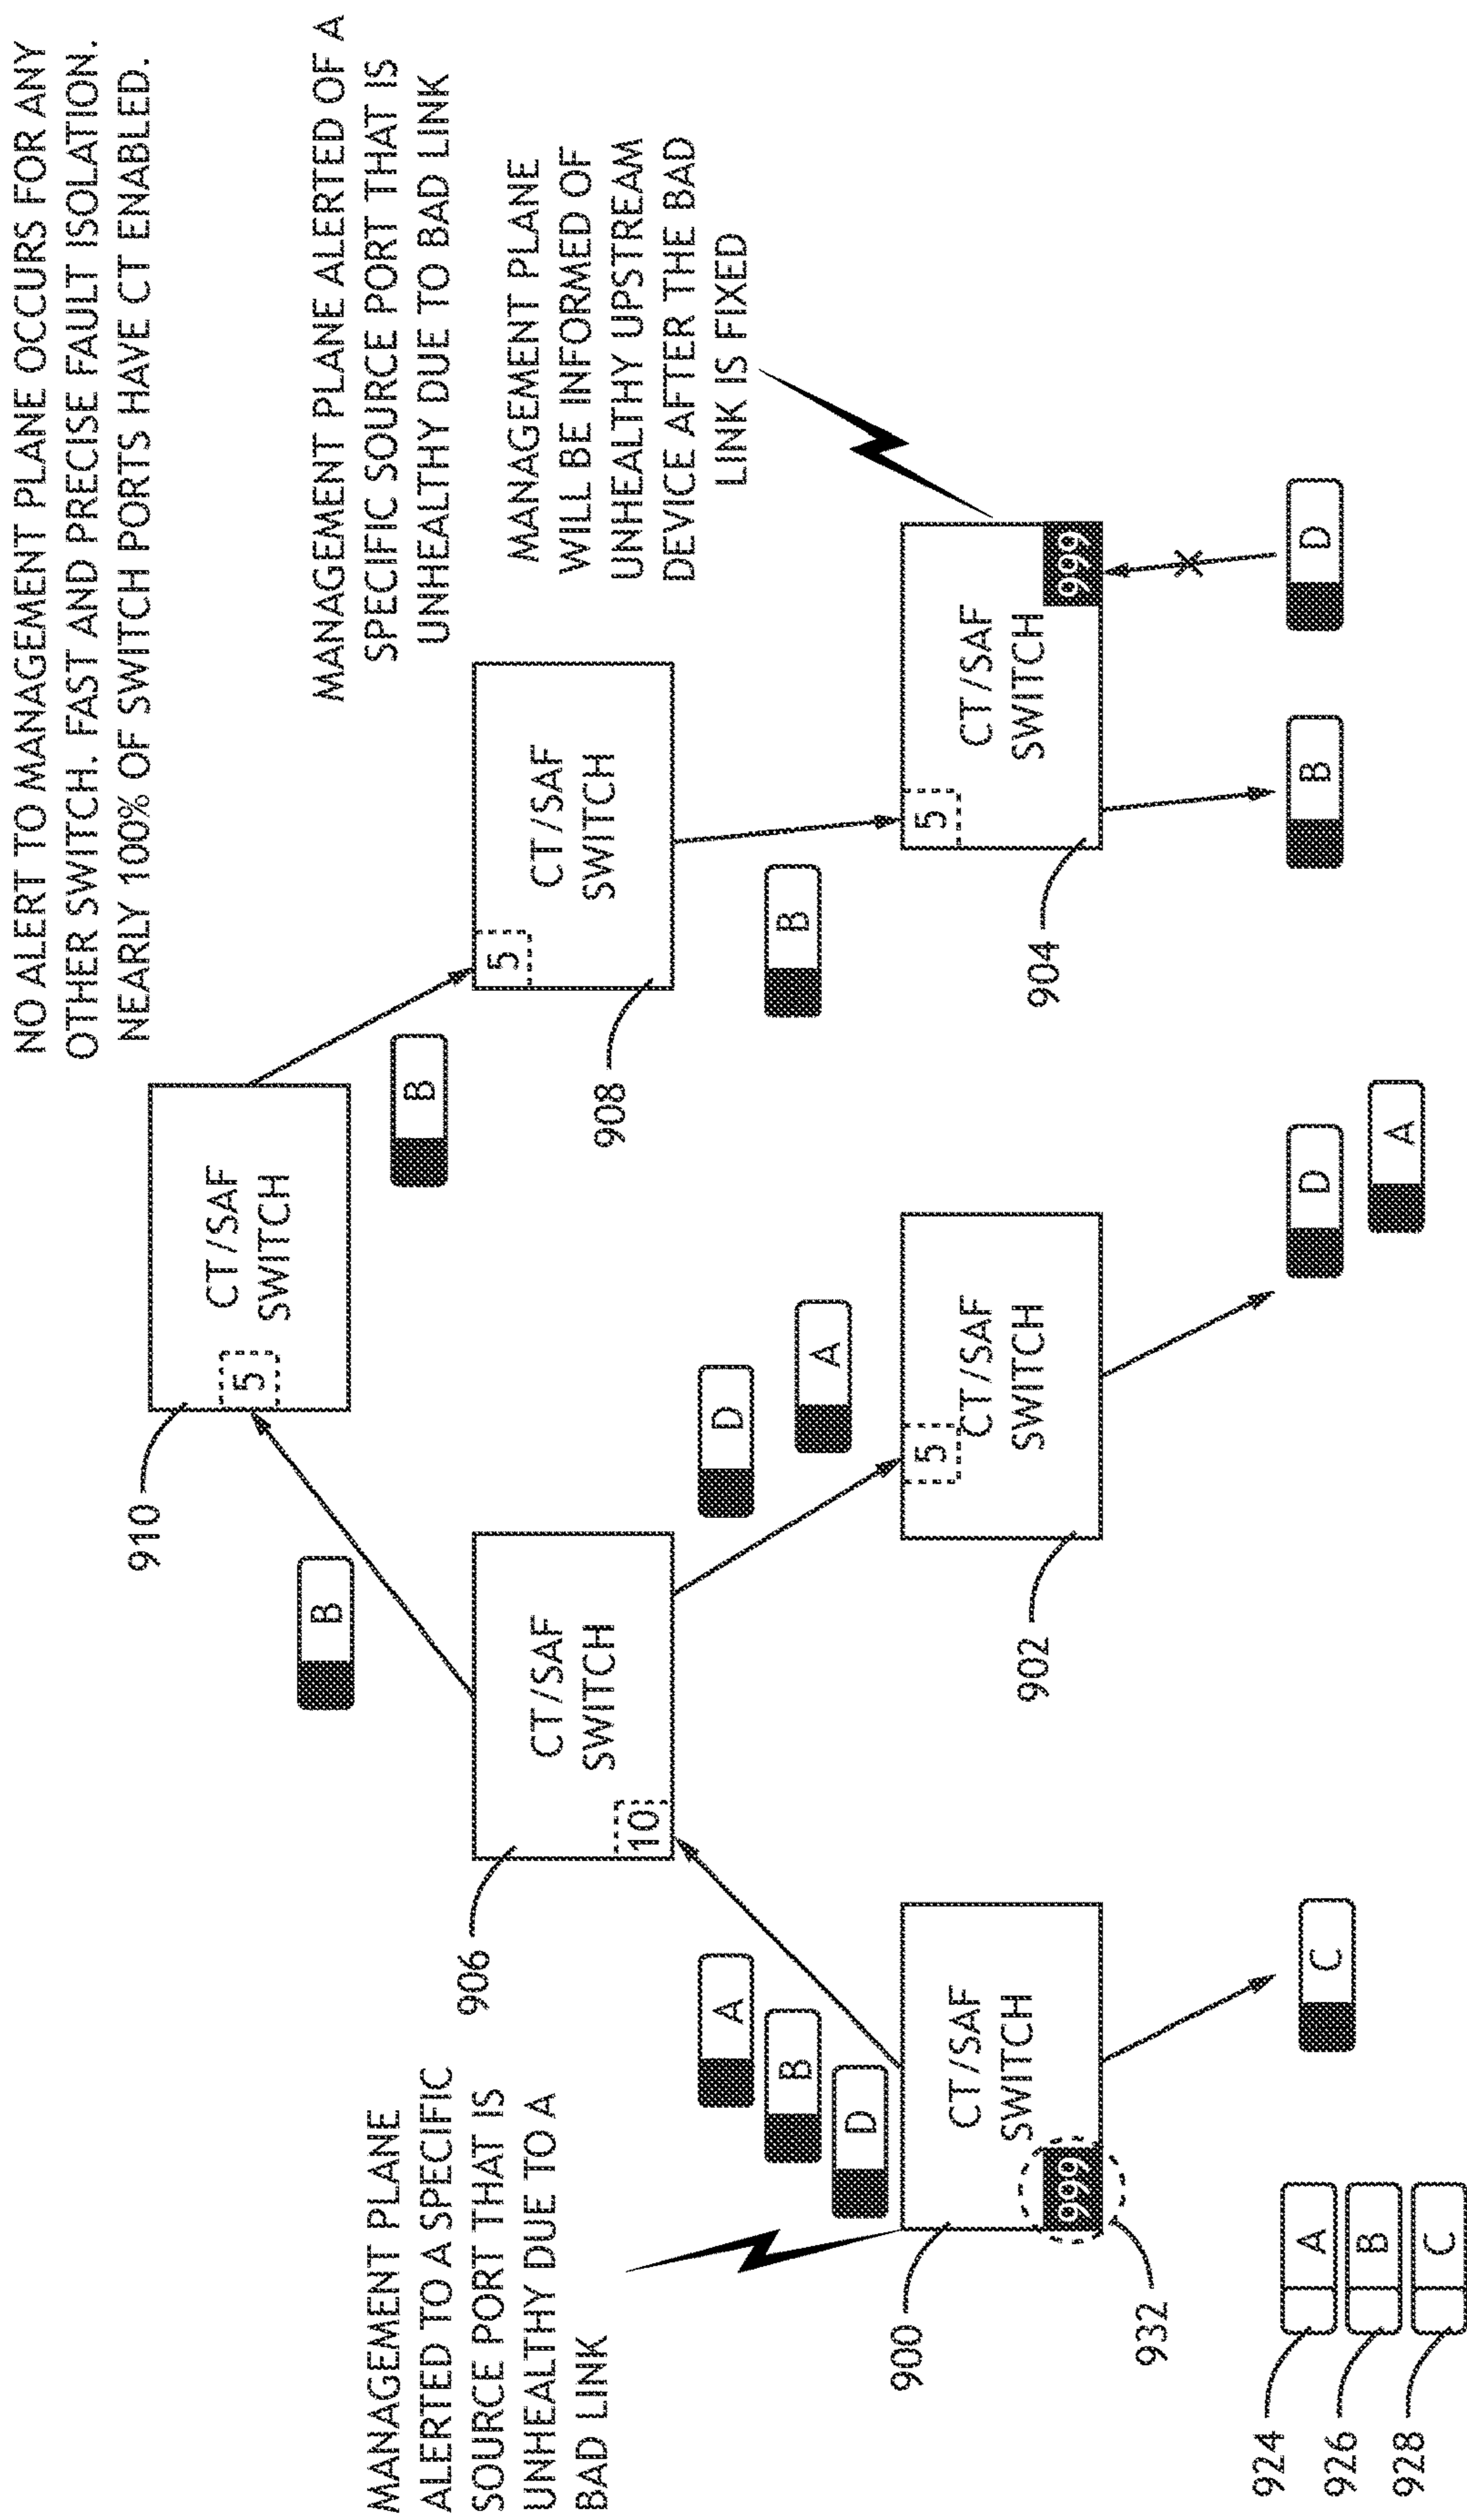 NO ALERT TO MANAGEMENT PLANE OCCURS FOR ANY
OTHER SWITCH. FAST AND PRECISE FAULT ISOLATION.
NEARLY 100% OF SWITCH PORTS HAVE CT ENABLED.
MANAGEMENT PLANE ALERTED OF A
SPECIFIC SOURCE PORT THAT IS
UNHEALTHY DUE TO BAD LINK
MANAGEMENT PLANE
WILL BE INFORMED OF
UNHEALTHY UPSTREAM
DEVICE AFTER THE BAD
LINK IS FIXED
910
5
CT/SAF
SWITCH
B
B
MANAGEMENT PLANE
ALERTED TO A SPECIFIC
SOURCE PORT THAT IS
UNHEALTHY DUE TO A
BAD LINK
906
CT/SAF
SWITCH
10
908
5
CT/SAF
SWITCH
A
B
D
D
A
B
900
CT/SAF
SWITCH
999
932
902
5
CT/SAF
SWITCH
904
5
CT/SAF
SWITCH
999
924
A
926
B
928
C
C
D
A
B
D